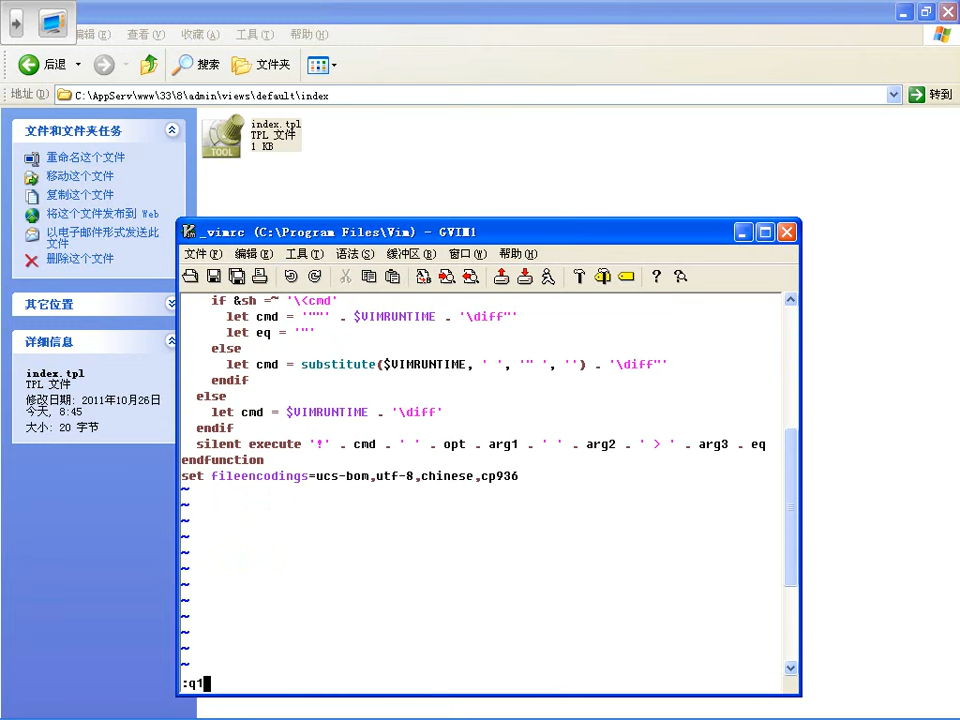 编辑(E) 查看(V) 收藏(A) 工具(T) 帮助(H)
后退 搜索 文件夹
地址(D) C:\AppServ\www\33\8\admin\views\default\index 转到
文件和文件夹任务
重命名这个文件
移动这个文件
复制这个文件
将这个文件发布到 Web
以电子邮件形式发送此
文件
删除这个文件
其它位置
详细信息
index.tpl
TPL 文件
修改日期: 2011年10月26日
今天, 8:45
大小: 20 字节
index.tpl
TPL 文件
1 KB
TOOL
_vimrc (C:\Program Files\Vim) - GVIM1
文件(F) 编辑(E) 工具(T) 语法(S) 缓冲区(B) 窗口(W) 帮助(H)
if &sh =~ '\<cmd'
let cmd = '""' . $VIMRUNTIME . '\diff"'
let eq = '"'
else
let cmd = substitute($VIMRUNTIME, ' ', '" ', '') . '\diff"'
endif
else
let cmd = $VIMRUNTIME . '\diff'
endif
silent execute '!' . cmd . ' ' . opt . arg1 . ' ' . arg2 . ' > ' . arg3 . eq
endfunction
set fileencodings=ucs-bom,utf-8,chinese,cp936
~
~
~
~
~
~
~
~
~
~
~
~
:q1